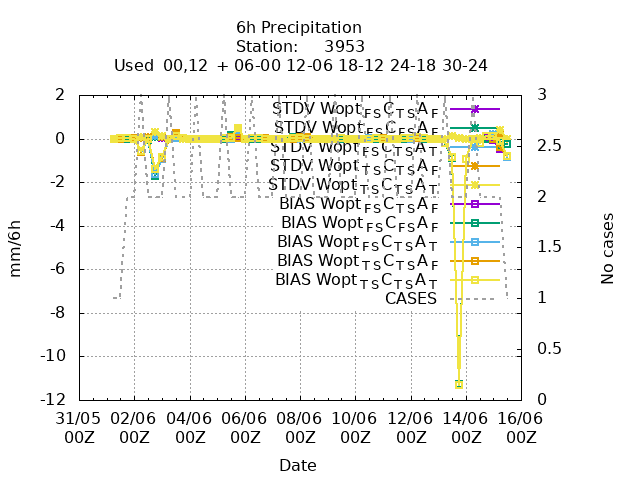 6h Precipitation
Station: 3953
Used 00,12 + 06-00 12-06 18-12 24-18 30-24
2
0
-2
-4
-6
-8
-10
-12
mm/6h
3
2.5
2
1.5
1
0.5
0
No cases
STDV Wopt FS C TS A F
STDV Wopt FS C FS A F
STDV Wopt FS C TS A T
STDV Wopt TS C TS A F
STDV Wopt TS C TS A T
BIAS Wopt FS C TS A F
BIAS Wopt FS C FS A F
BIAS Wopt FS C TS A T
BIAS Wopt TS C TS A F
BIAS Wopt TS C TS A T
CASES
31/05 02/06 04/06 06/06 08/06 10/06 12/06 14/06 16/06
00Z 00Z 00Z 00Z 00Z 00Z 00Z 00Z 00Z
Date